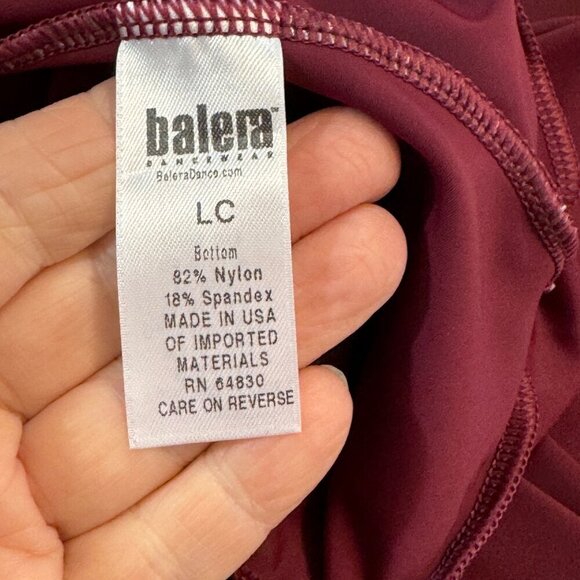 balera™
DANCEWEAR
BaleraDance.com
LC
Bottom
82% Nylon
18% Spandex
MADE IN USA
OF IMPORTED
MATERIALS
RN 64830
CARE ON REVERSE